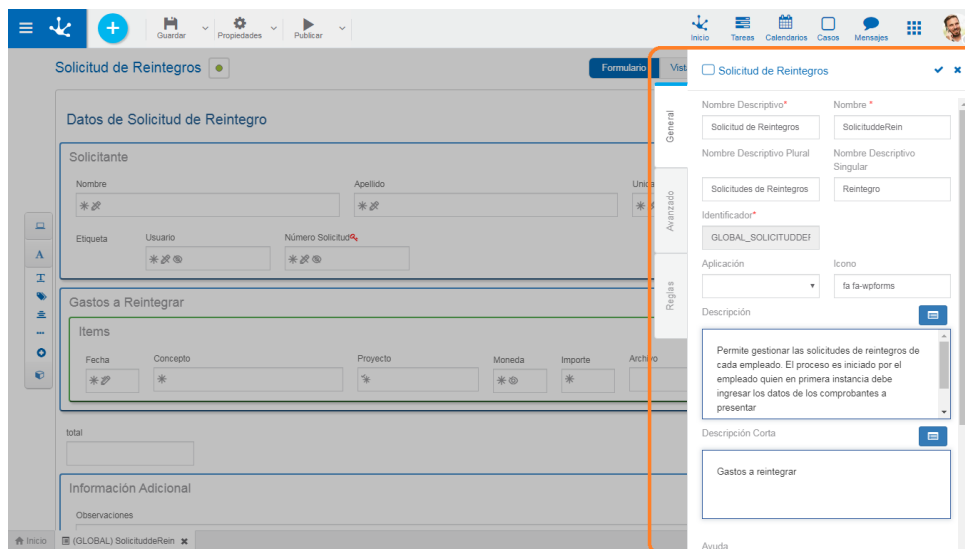 Guardar
Propiedades
Publicar
Inicio
Tareas
Calendarios
Casos
Mensajes
Solicitud de Reintegros
Formulario
Vist
Datos de Solicitud de Reintegro
Solicitante
Nombre
Apellido
Unida
Etiqueta
Usuario
Número Solicitud
Gastos a Reintegrar
Items
Fecha
Concepto
Proyecto
Moneda
Importe
Archivo
total
Información Adicional
Observaciones
Inicio
(GLOBAL) SolicituddeRein
General
Avanzado
Reglas
Solicitud de Reintegros
Nombre Descriptivo*
Nombre *
Solicitud de Reintegros
SolicituddeRein
Nombre Descriptivo Plural
Nombre Descriptivo
Singular
Solicitudes de Reintegros
Reintegro
Identificador*
GLOBAL_SOLICITUDDEF
Aplicación
Icono
fa fa-wpforms
Descripción
Permite gestionar las solicitudes de reintegros de
cada empleado. El proceso es iniciado por el
empleado quien en primera instancia debe
ingresar los datos de los comprobantes a
presentar
Descripción Corta
Gastos a reintegrar
Ayuda